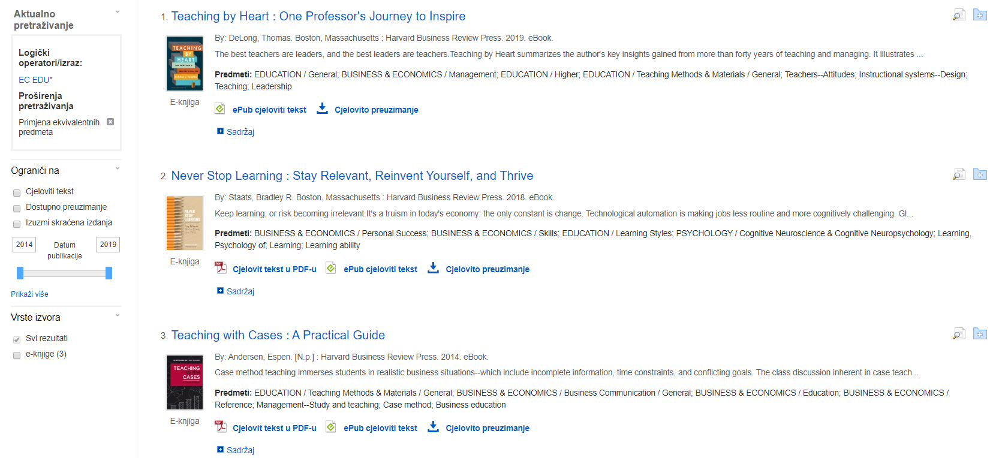 Aktualno
pretraživanje
Logički
operatori/izraz:
EC EDU*
Proširenja
pretraživanja
Primjena ekvivalentnih
predmeta
Ograniči na
Cjeloviti tekst
Dostupno preuzimanje
Izuzmi skraćena izdanja
2014 Datum 2019
publikacije
Prikaži više
Vrste izvora
Svi rezultati
e-knjige (3)
1. Teaching by Heart : One Professor's Journey to Inspire
TEACHING
BY
HEART
By: DeLong, Thomas. Boston, Massachusetts : Harvard Business Review Press. 2019. eBook.
The best teachers are leaders, and the best leaders are teachers.Teaching by Heart summarizes the author's key insights gained from more than forty years of teaching and managing. It illustrates ...
Predmeti: EDUCATION / General; BUSINESS & ECONOMICS / Management; EDUCATION / Higher; EDUCATION / Teaching Methods & Materials / General; Teachers--Attitudes; Instructional systems--Design;
Teaching; Leadership
E-knjiga
ePub cjeloviti tekst Cjelovito preuzimanje
Sadržaj
2. Never Stop Learning : Stay Relevant, Reinvent Yourself, and Thrive
NEVER
STOP
LEARNING
By: Staats, Bradley R. Boston, Massachusetts : Harvard Business Review Press. 2018. eBook.
Keep learning, or risk becoming irrelevant.It's a truism in today's economy: the only constant is change. Technological automation is making jobs less routine and more cognitively challenging. Gl...
Predmeti: BUSINESS & ECONOMICS / Personal Success; BUSINESS & ECONOMICS / Skills; EDUCATION / Learning Styles; PSYCHOLOGY / Cognitive Neuroscience & Cognitive Neuropsychology; Learning,
Psychology of; Learning; Learning ability
E-knjiga
PDF Cjelovit tekst u PDF-u ePub cjeloviti tekst Cjelovito preuzimanje
Sadržaj
3. Teaching with Cases : A Practical Guide
TEACHING
WITH
CASES
By: Andersen, Espen. [N.p.] : Harvard Business Review Press. 2014. eBook.
Case method teaching immerses students in realistic business situations--which include incomplete information, time constraints, and conflicting goals. The class discussion inherent in case teach...
Predmeti: EDUCATION / Teaching Methods & Materials / General; BUSINESS & ECONOMICS / Business Communication / General; BUSINESS & ECONOMICS / Education; BUSINESS & ECONOMICS /
Reference; Management--Study and teaching; Case method; Business education
E-knjiga
PDF Cjelovit tekst u PDF-u ePub cjeloviti tekst Cjelovito preuzimanje
Sadržaj